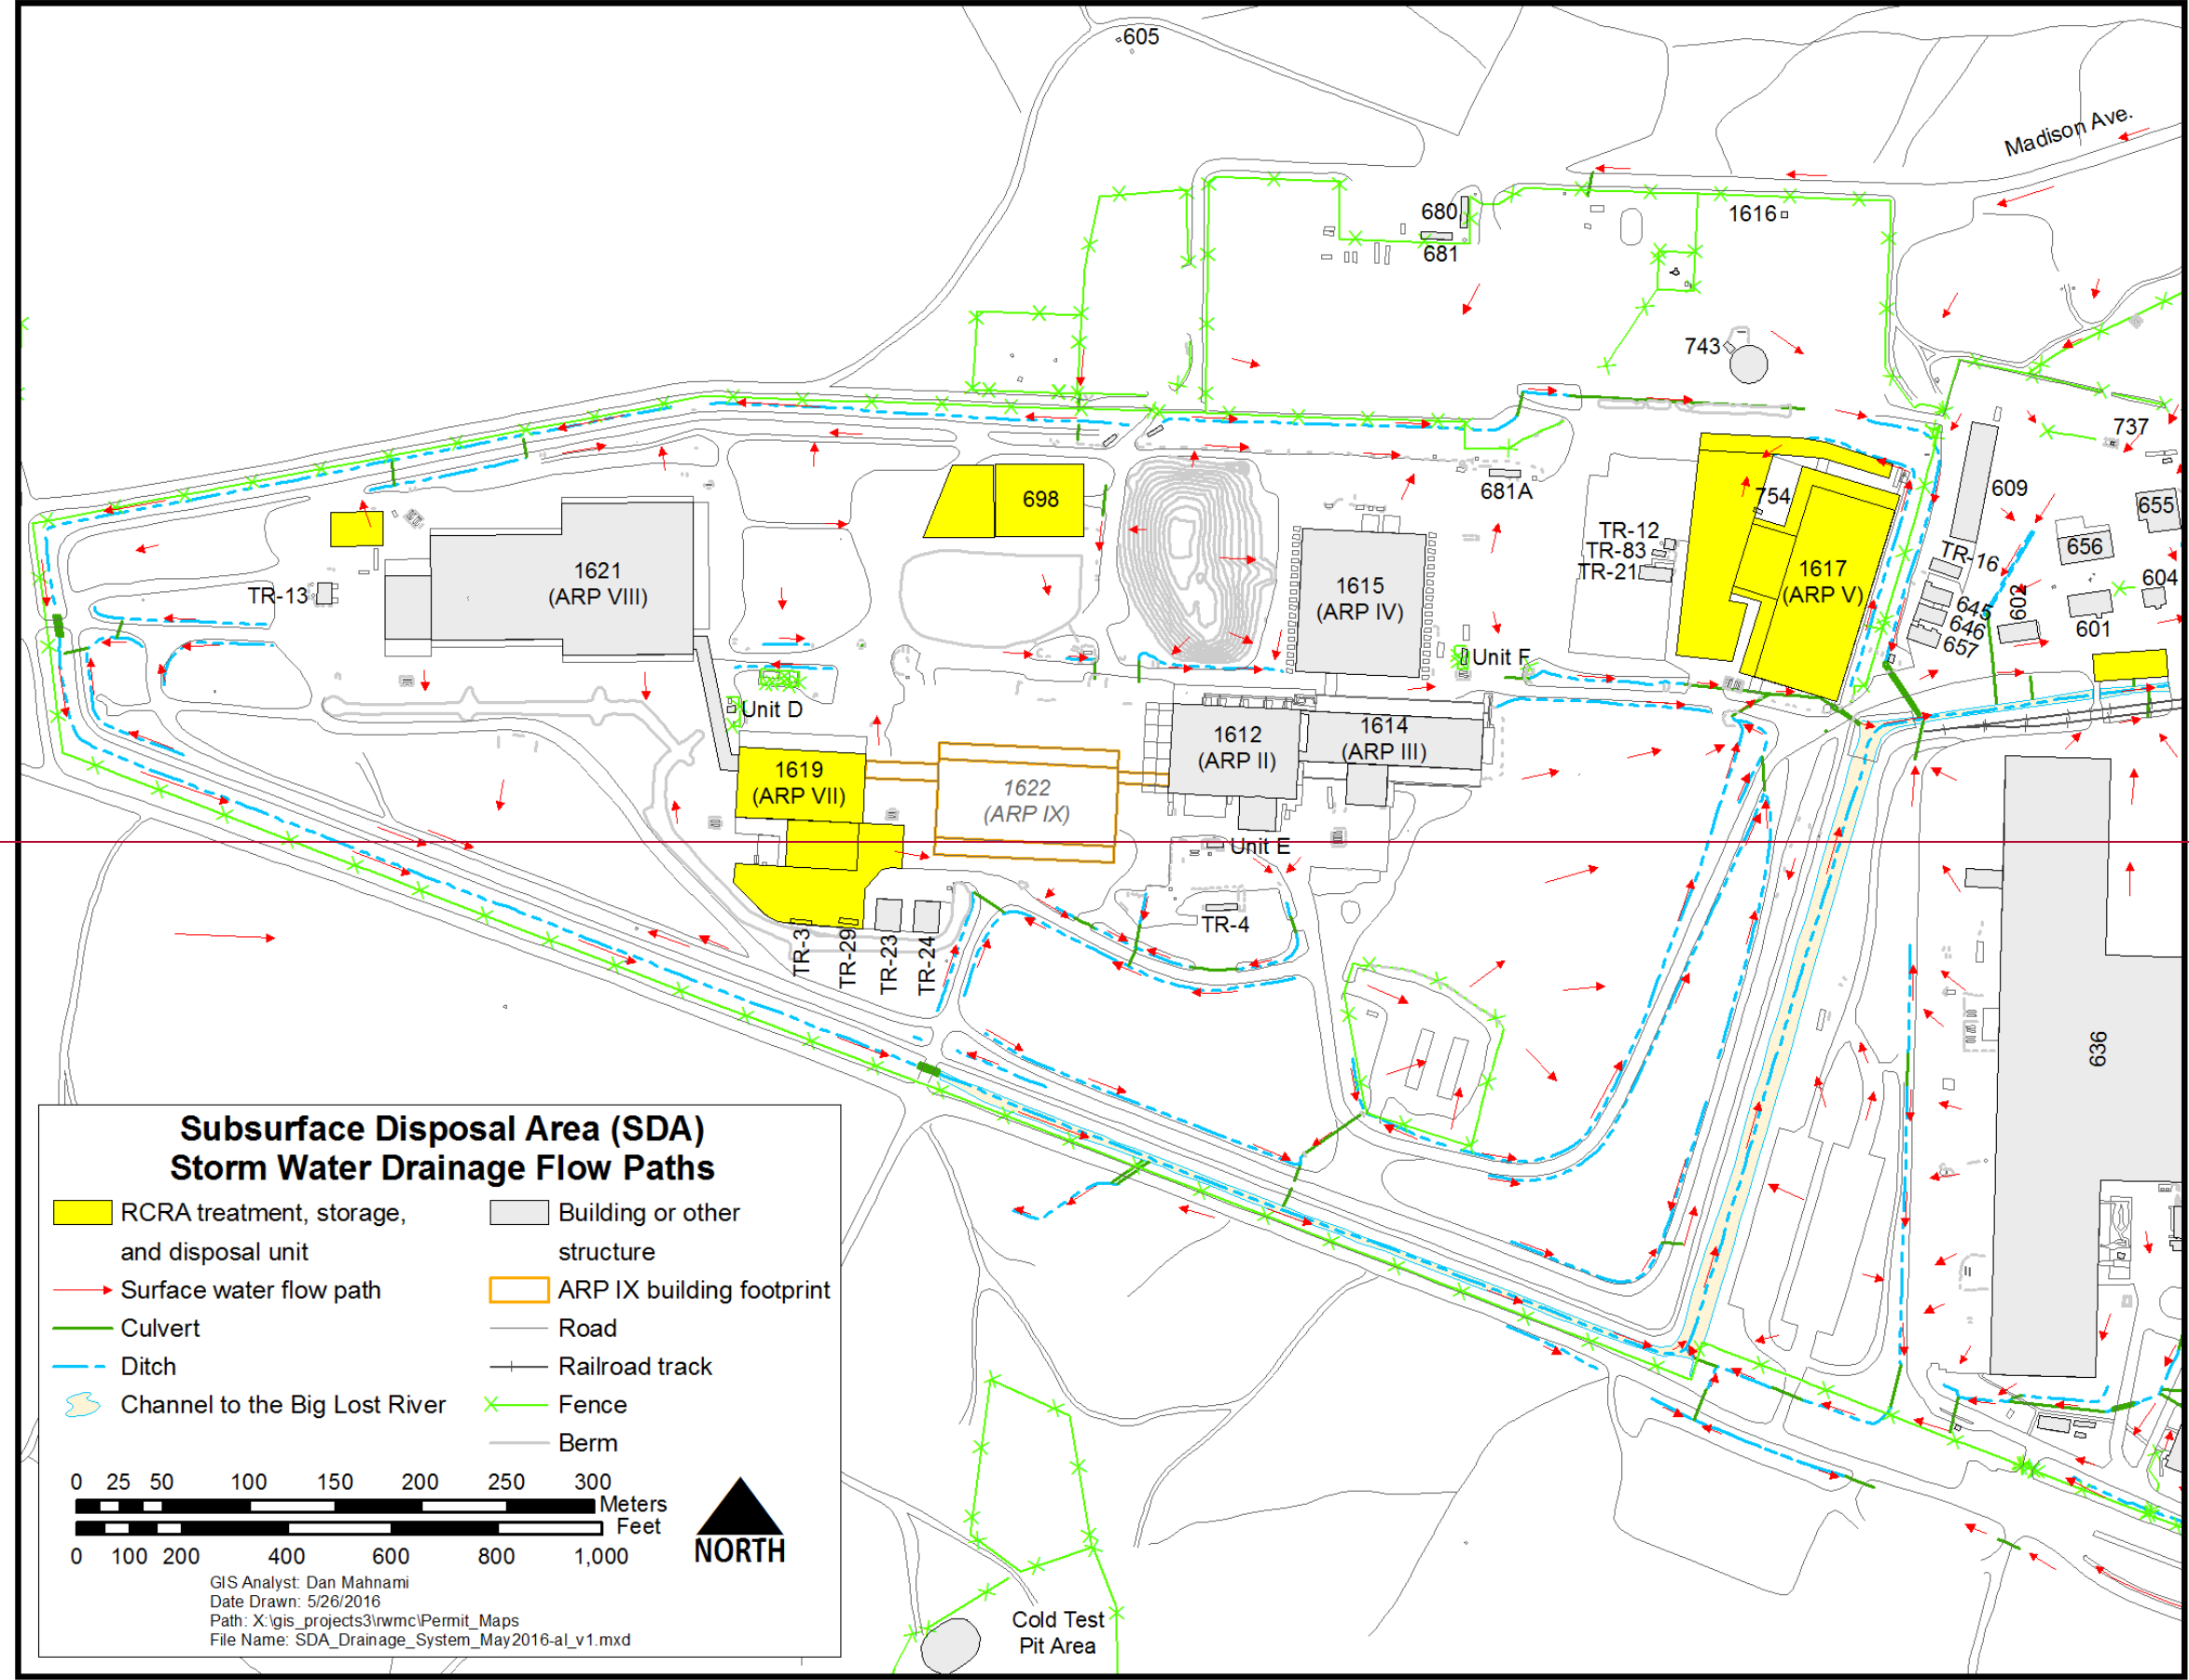 605
Madison Ave.
680
1616
681
743
737
698
681A
609
655
754
TR-12
TR-83
TR-21
TR-16
656
1621
(ARP VIII)
1615
(ARP IV)
1617
(ARP V)
604
TR-13
645
646
657
602
601
Unit F
Unit D
1612
(ARP II)
1614
(ARP III)
1619
(ARP VII)
1622
(ARP IX)
Unit E
TR-4
TR-3
TR-29
TR-23
TR-24
636
Subsurface Disposal Area (SDA)
Storm Water Drainage Flow Paths
RCRA treatment, storage,
and disposal unit
Surface water flow path
Culvert
Ditch
Channel to the Big Lost River
Building or other
structure
ARP IX building footprint
Road
Railroad track
Fence
Berm
0 25 50 100 150 200 250 300
Meters
Feet
0 100 200 400 600 800 1,000
NORTH
GIS Analyst: Dan Mahnami
Date Drawn: 5/26/2016
Path: X:\gis_projects3\rwmc\Permit_Maps
File Name: SDA_Drainage_System_May2016-al_v1.mxd
Cold Test
Pit Area